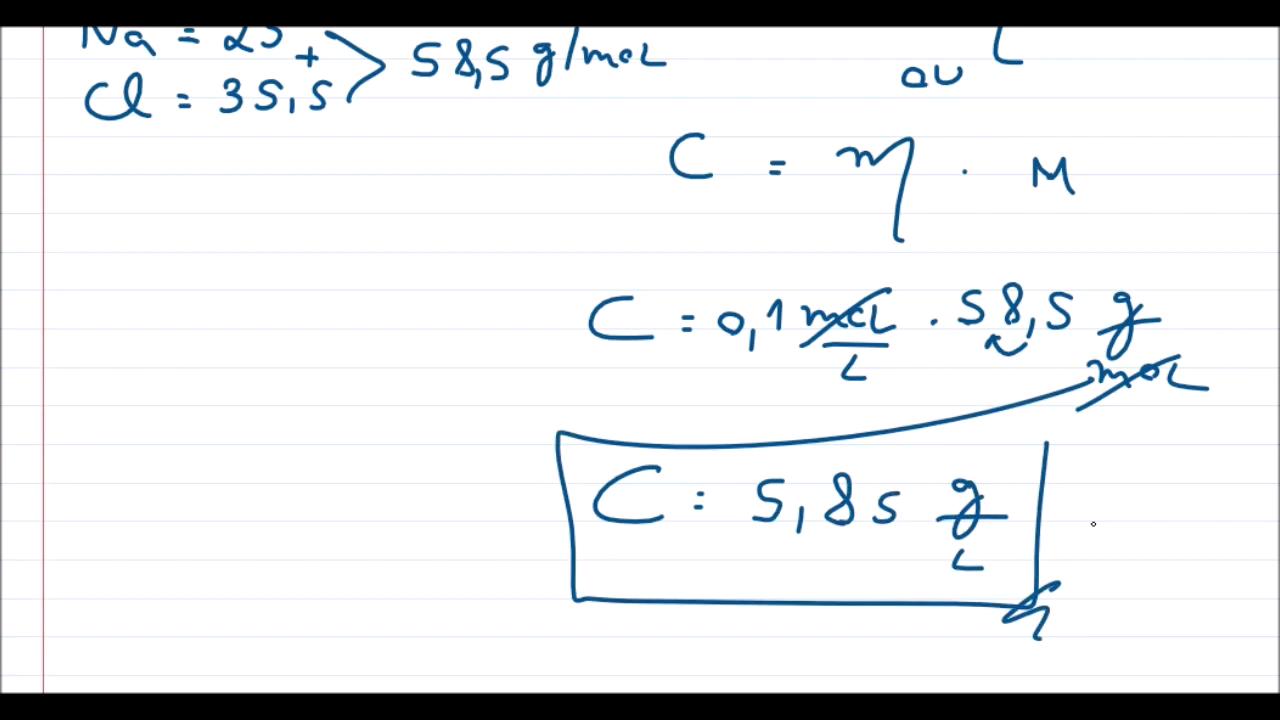 Na = 23
+ > 58,5 g/mol
Cl = 35,5
L
ou
C = η . M
C = 0,1 mol/L . 58,5 g/mol
C = 5,85 g/L